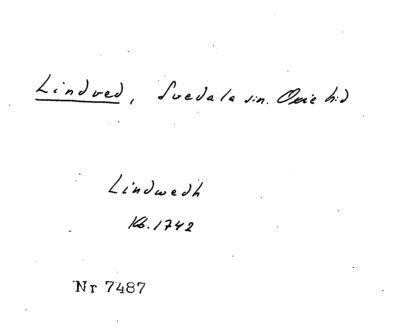 Lindved, Svedala sn. Oxie hd
Lindwedh
Kb. 1742
Nr 7487